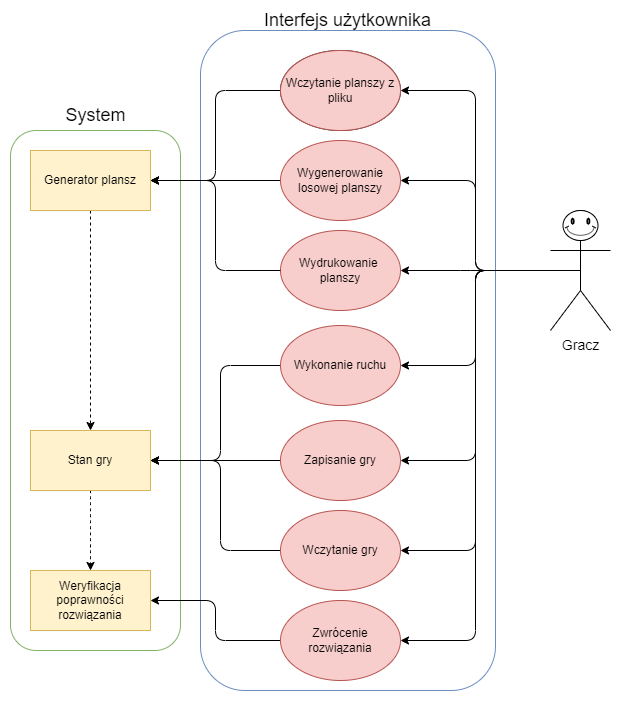 Interfejs użytkownika
System
Wczytanie planszy z
pliku
Generator plansz
Wygenerowanie
losowej planszy
Wydrukowanie
planszy
Gracz
Wykonanie ruchu
Stan gry
Zapisanie gry
Wczytanie gry
Weryfikacja
poprawności
rozwiązania
Zwrócenie
rozwiązania